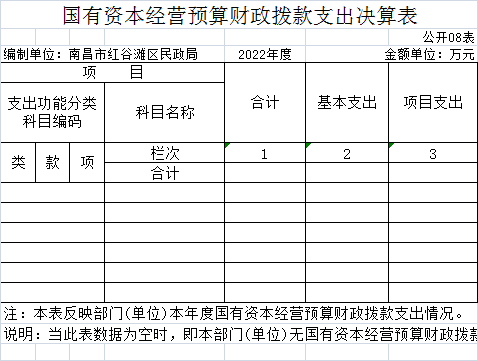 国有资本经营预算财政拨款支出决算表
公开08表
编制单位：南昌市红谷滩区民政局 2022年度 金额单位：万元
项 目
支出功能分类科目编码 科目名称 合计 基本支出 项目支出
类 款 项 栏次 1 2 3
合计
注：本表反映部门(单位)本年度国有资本经营预算财政拨款支出情况。
说明：当此表数据为空时，即本部门(单位)无国有资本经营预算财政拨款